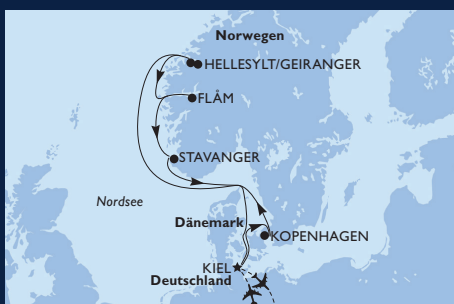 Norwegen
HELLESYLT/GEIRANGER
FLÅM
STAVANGER
Nordsee
Dänemark
KOPENHAGEN
KIEL
Deutschland